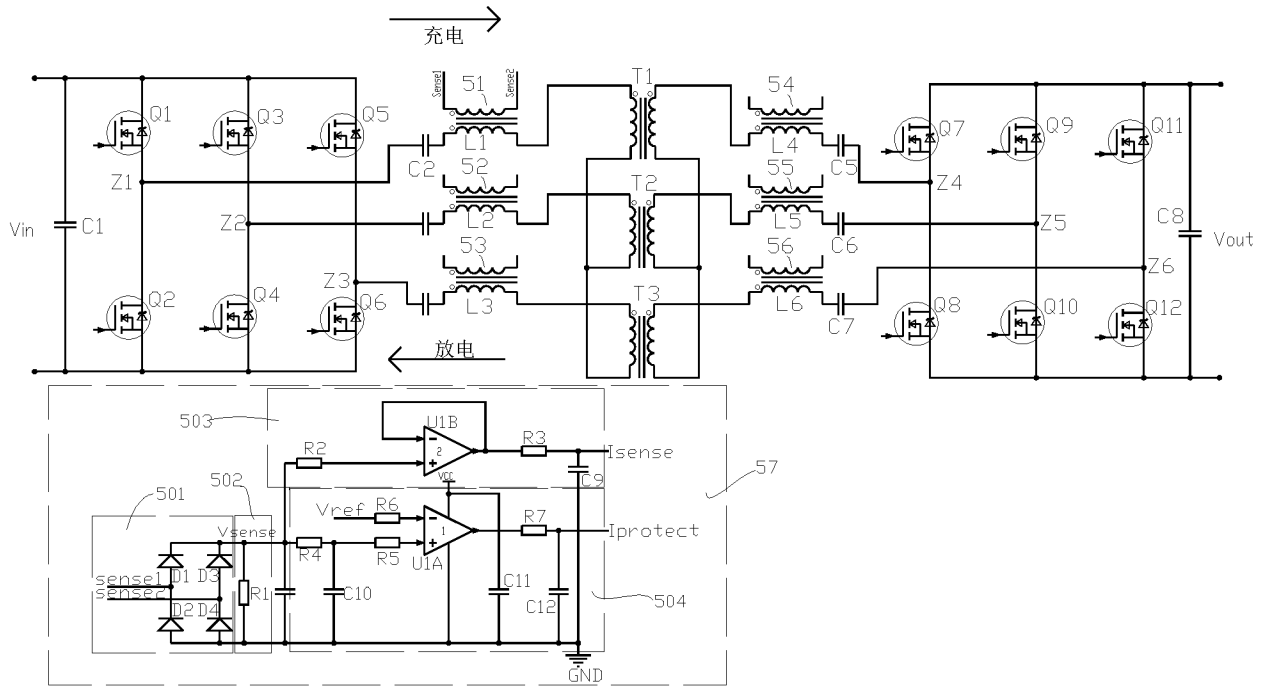 充电
Sense1
51
Sense2
T1
54
Q1
Q3
Q5
L1
L4
Q7
Q9
Q11
C2
C5
Z1
52
T2
55
Z4
Vin
C1
Z2
L2
L5
C6
Z5
C8
Vout
53
56
Z3
Z6
Q2
Q4
Q6
L3
T3
L6
C7
Q8
Q10
Q12
放电
503
U1B
R2
2
R3
Isense
57
502
VCC
C9
501
Vref
R6
R7
Vsense
1
Iprotect
R4
R5
U1A
sense1
D1
D3
sense2
R1
C10
C11
C12
504
D2
D4
GND